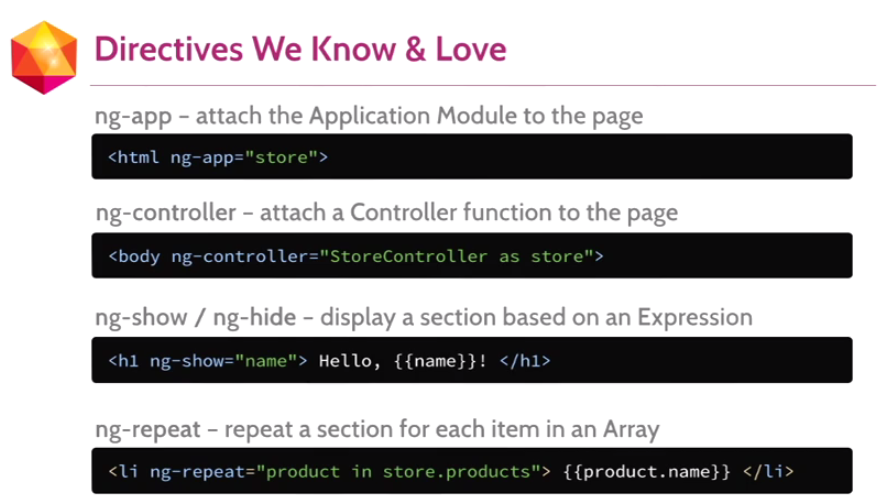 Directives We Know & Love
ng-app – attach the Application Module to the page
<html ng-app="store">
ng-controller – attach a Controller function to the page
<body ng-controller="StoreController as store">
ng-show / ng-hide – display a section based on an Expression
<h1 ng-show="name"> Hello, {{name}}! </h1>
ng-repeat – repeat a section for each item in an Array
<li ng-repeat="product in store.products"> {{product.name}} </li>